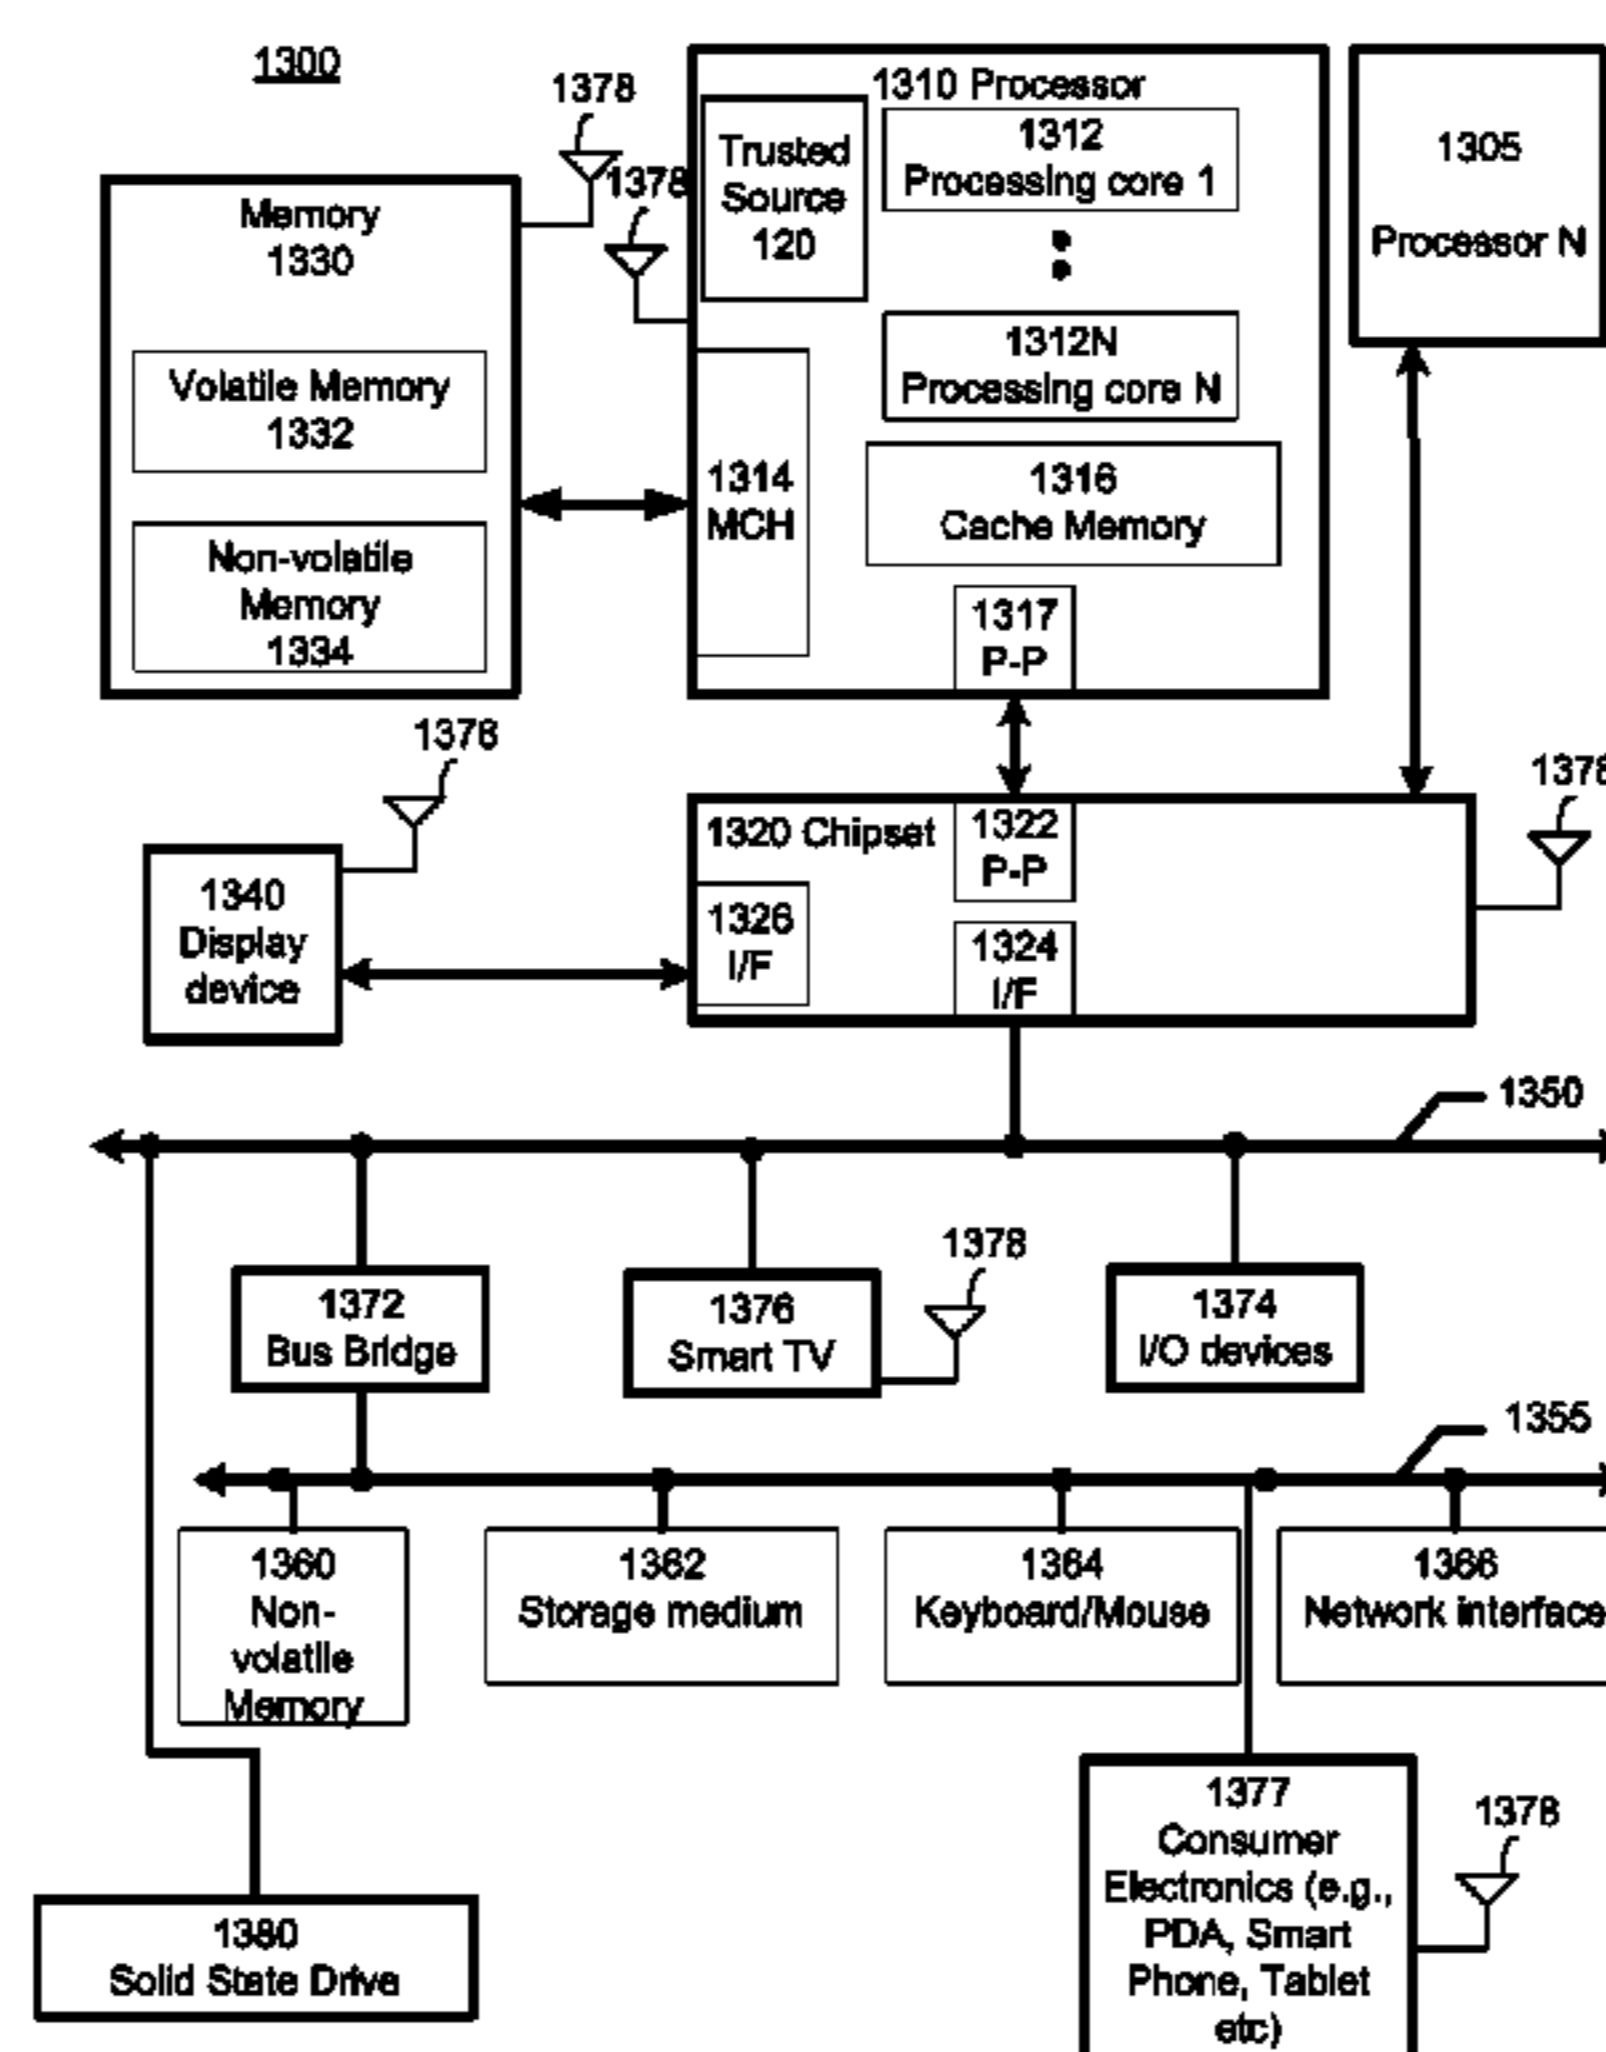 1300
1378
1378
Memory
1330
Volatile Memory
1332
Non-volatile
Memory
1334
1310 Processor
Trusted
Source
120
1312
Processing core 1
1312N
Processing core N
1314
MCH
1316
Cache Memory
1317
P-P
1305
Processor N
1378
1340
Display
device
1320 Chipset
1322
P-P
1326
I/F
1324
I/F
1378
1350
1372
Bus Bridge
1376
Smart TV
1378
1374
I/O devices
1355
1360
Non-
volatile
Memory
1362
Storage medium
1364
Keyboard/Mouse
1366
Network interface
1380
Solid State Drive
1377
Consumer
Electronics (e.g.,
PDA, Smart
Phone, Tablet
etc)
1378